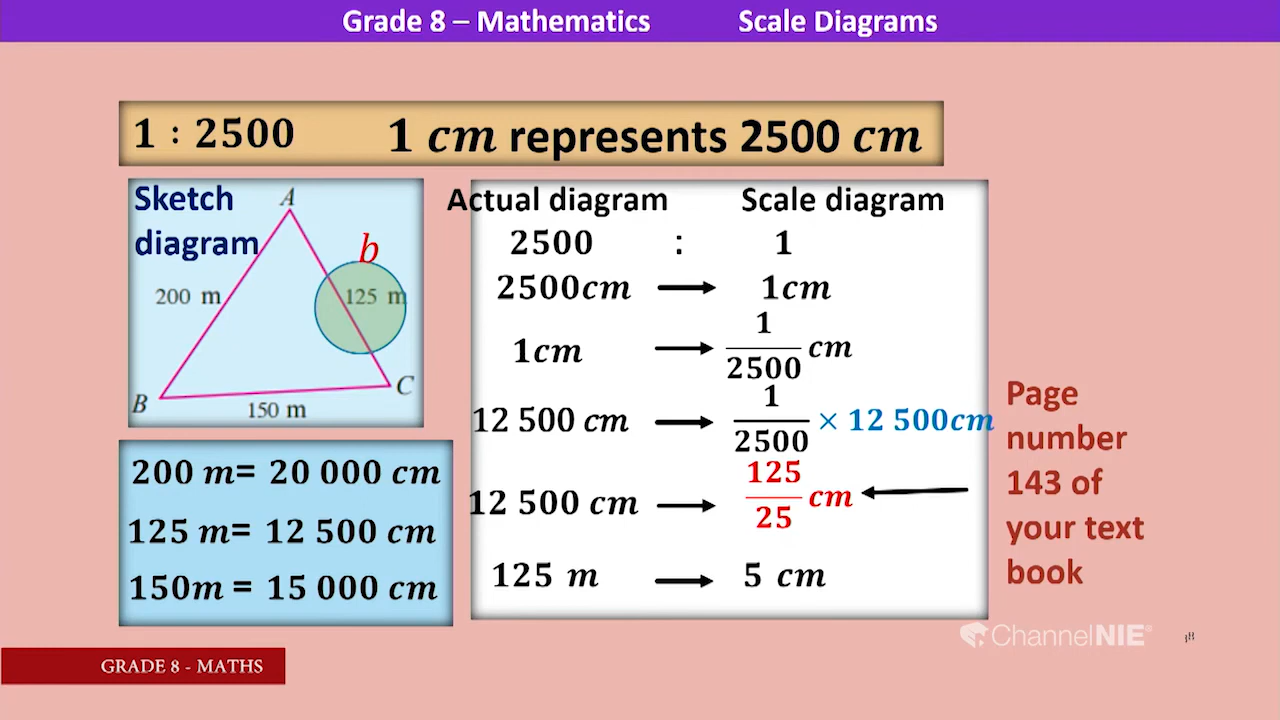 Grade 8 – Mathematics Scale Diagrams
1 : 2500 1 cm represents 2500 cm
Sketch
diagram
A
b
200 m
125 m
B
C
150 m
200 m= 20 000 cm
125 m= 12 500 cm
150m = 15 000 cm
Actual diagram Scale diagram
2500 : 1
2500cm → 1cm
1cm → 1/2500 cm
12 500 cm → 1/2500 × 12 500cm
12 500 cm → 125/25 cm ←
125 m → 5 cm
Page
number
143 of
your text
book
ChannelNIE
GRADE 8 - MATHS